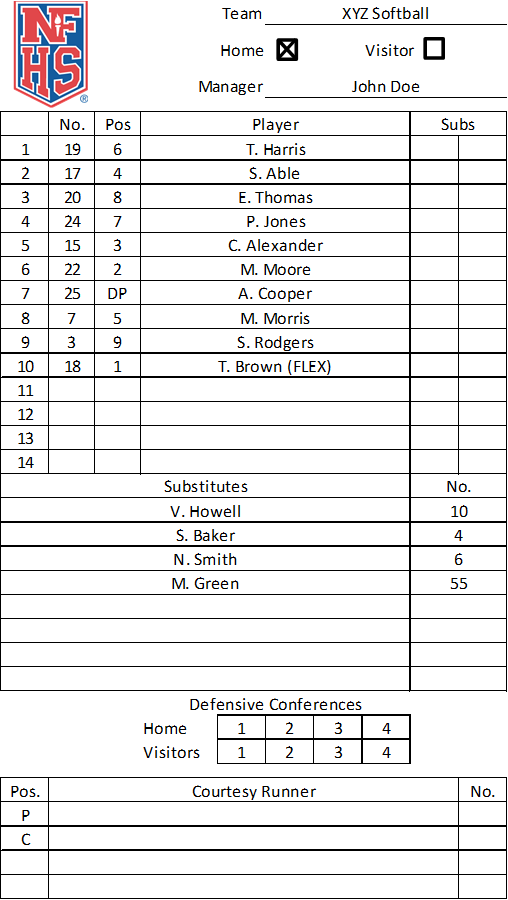 NF
HS
®
Team XYZ Softball
Home X Visitor
Manager John Doe
No. Pos Player Subs
1 19 6 T. Harris
2 17 4 S. Able
3 20 8 E. Thomas
4 24 7 P. Jones
5 15 3 C. Alexander
6 22 2 M. Moore
7 25 DP A. Cooper
8 7 5 M. Morris
9 3 9 S. Rodgers
10 18 1 T. Brown (FLEX)
11
12
13
14
Substitutes No.
V. Howell 10
S. Baker 4
N. Smith 6
M. Green 55
Defensive Conferences
Home 1 2 3 4
Visitors 1 2 3 4
Pos. Courtesy Runner No.
P
C